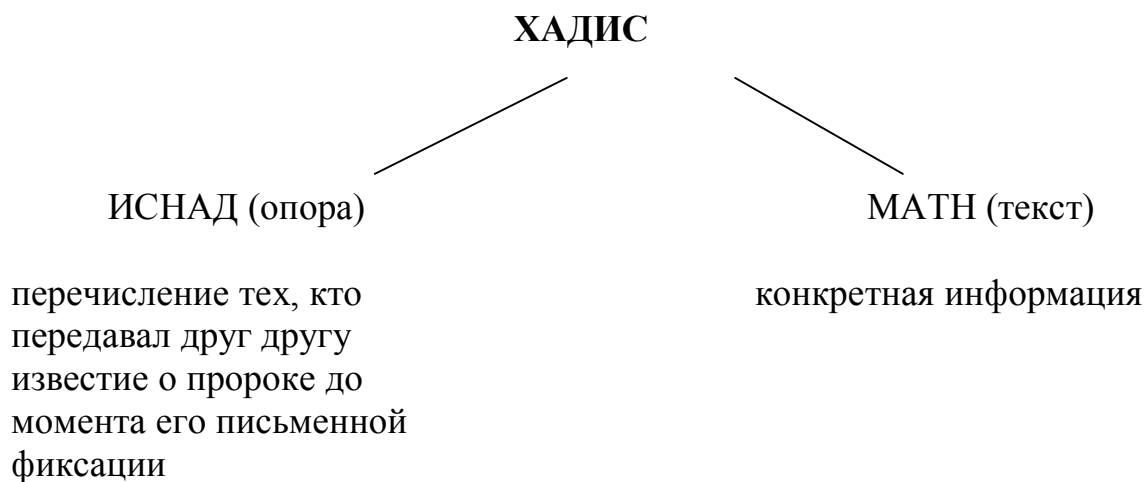 ХАДИС
ИСНАД (опора)
МАТН (текст)
перечисление тех, кто
передавал друг другу
известие о пророке до
момента его письменной
фиксации
конкретная информация